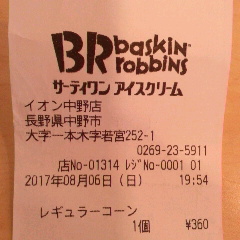 BR baskin robbins
サーティワン アイスクリーム
イオン中野店
長野県中野市
大字一本木字若宮252-1
0269-23-5911
店No-01314 レジNo-0001 01
2017年08月06日(日) 19:54
レギュラーコーン
1個 ¥360